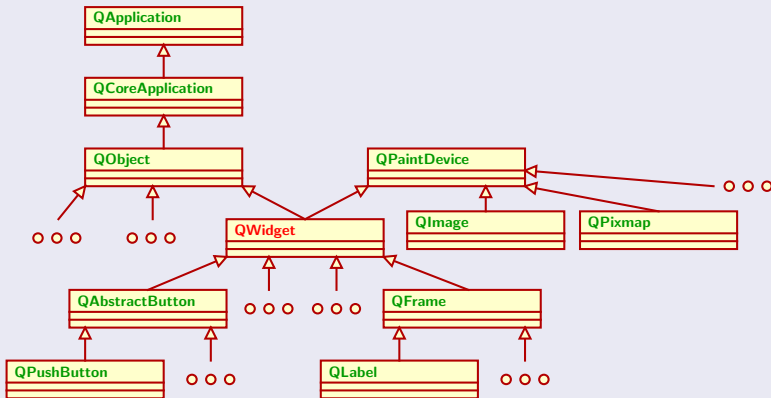 QApplication
QCoreApplication
QObject
QPaintDevice
QWidget
QImage
QPixmap
QAbstractButton
QFrame
QPushButton
QLabel